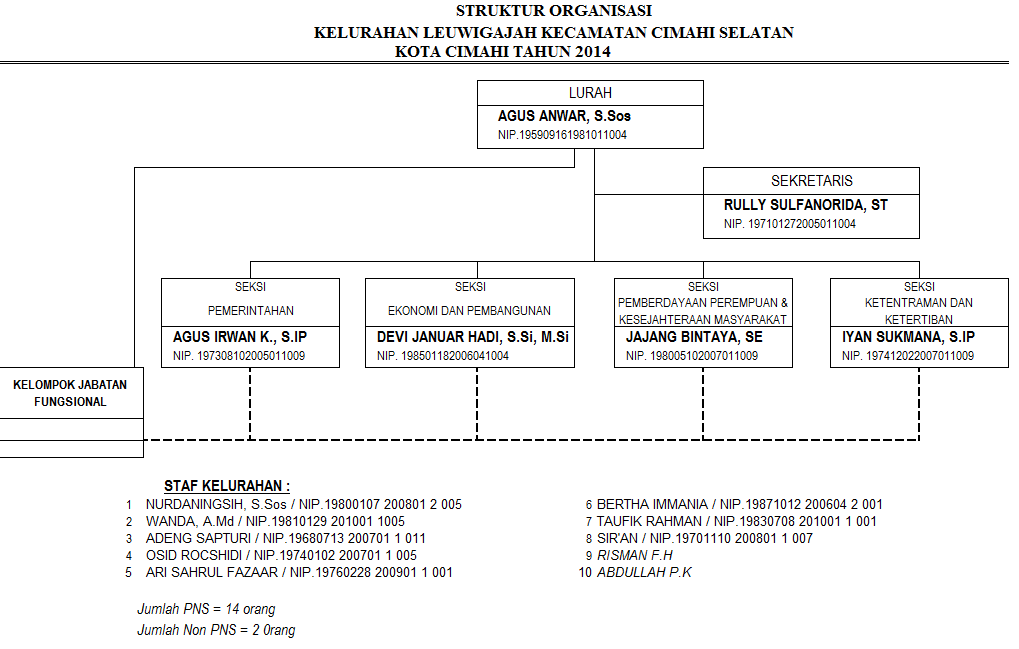 STRUKTUR ORGANISASI
KELURAHAN LEUWIGAJAH KECAMATAN CIMAHI SELATAN
KOTA CIMAHI TAHUN 2014
LURAH
AGUS ANWAR, S.Sos
NIP.195909161981011004
SEKRETARIS
RULLY SULFANORIDA, ST
NIP. 197101272005011004
SEKSI
PEMERINTAHAN
AGUS IRWAN K., S.IP
NIP. 197308102005011009
SEKSI
EKONOMI DAN PEMBANGUNAN
DEVI JANUAR HADI, S.Si, M.Si
NIP. 198501182006041004
SEKSI
PEMBERDAYAAN PEREMPUAN &
KESEJAHTERAAN MASYARAKAT
JAJANG BINTAYA, SE
NIP. 198005102007011009
SEKSI
KETENTRAMAN DAN
KETERTIBAN
IYAN SUKMANA, S.IP
NIP. 197412022007011009
KELOMPOK JABATAN
FUNGSIONAL
STAF KELURAHAN :
1 NURDANINGSIH, S.Sos / NIP.19800107 200801 2 005
2 WANDA, A.Md / NIP.19810129 201001 1005
3 ADENG SAPTURI / NIP.19680713 200701 1 011
4 OSID ROCSHIDI / NIP.19740102 200701 1 005
5 ARI SAHRUL FAZAAR / NIP.19760228 200901 1 001
6 BERTHA IMMANIA / NIP.19871012 200604 2 001
7 TAUFIK RAHMAN / NIP.19830708 201001 1 001
8 SIR'AN / NIP.19701110 200801 1 007
9 RISMAN F.H
10 ABDULLAH P.K
Jumlah PNS = 14 orang
Jumlah Non PNS = 2 0rang